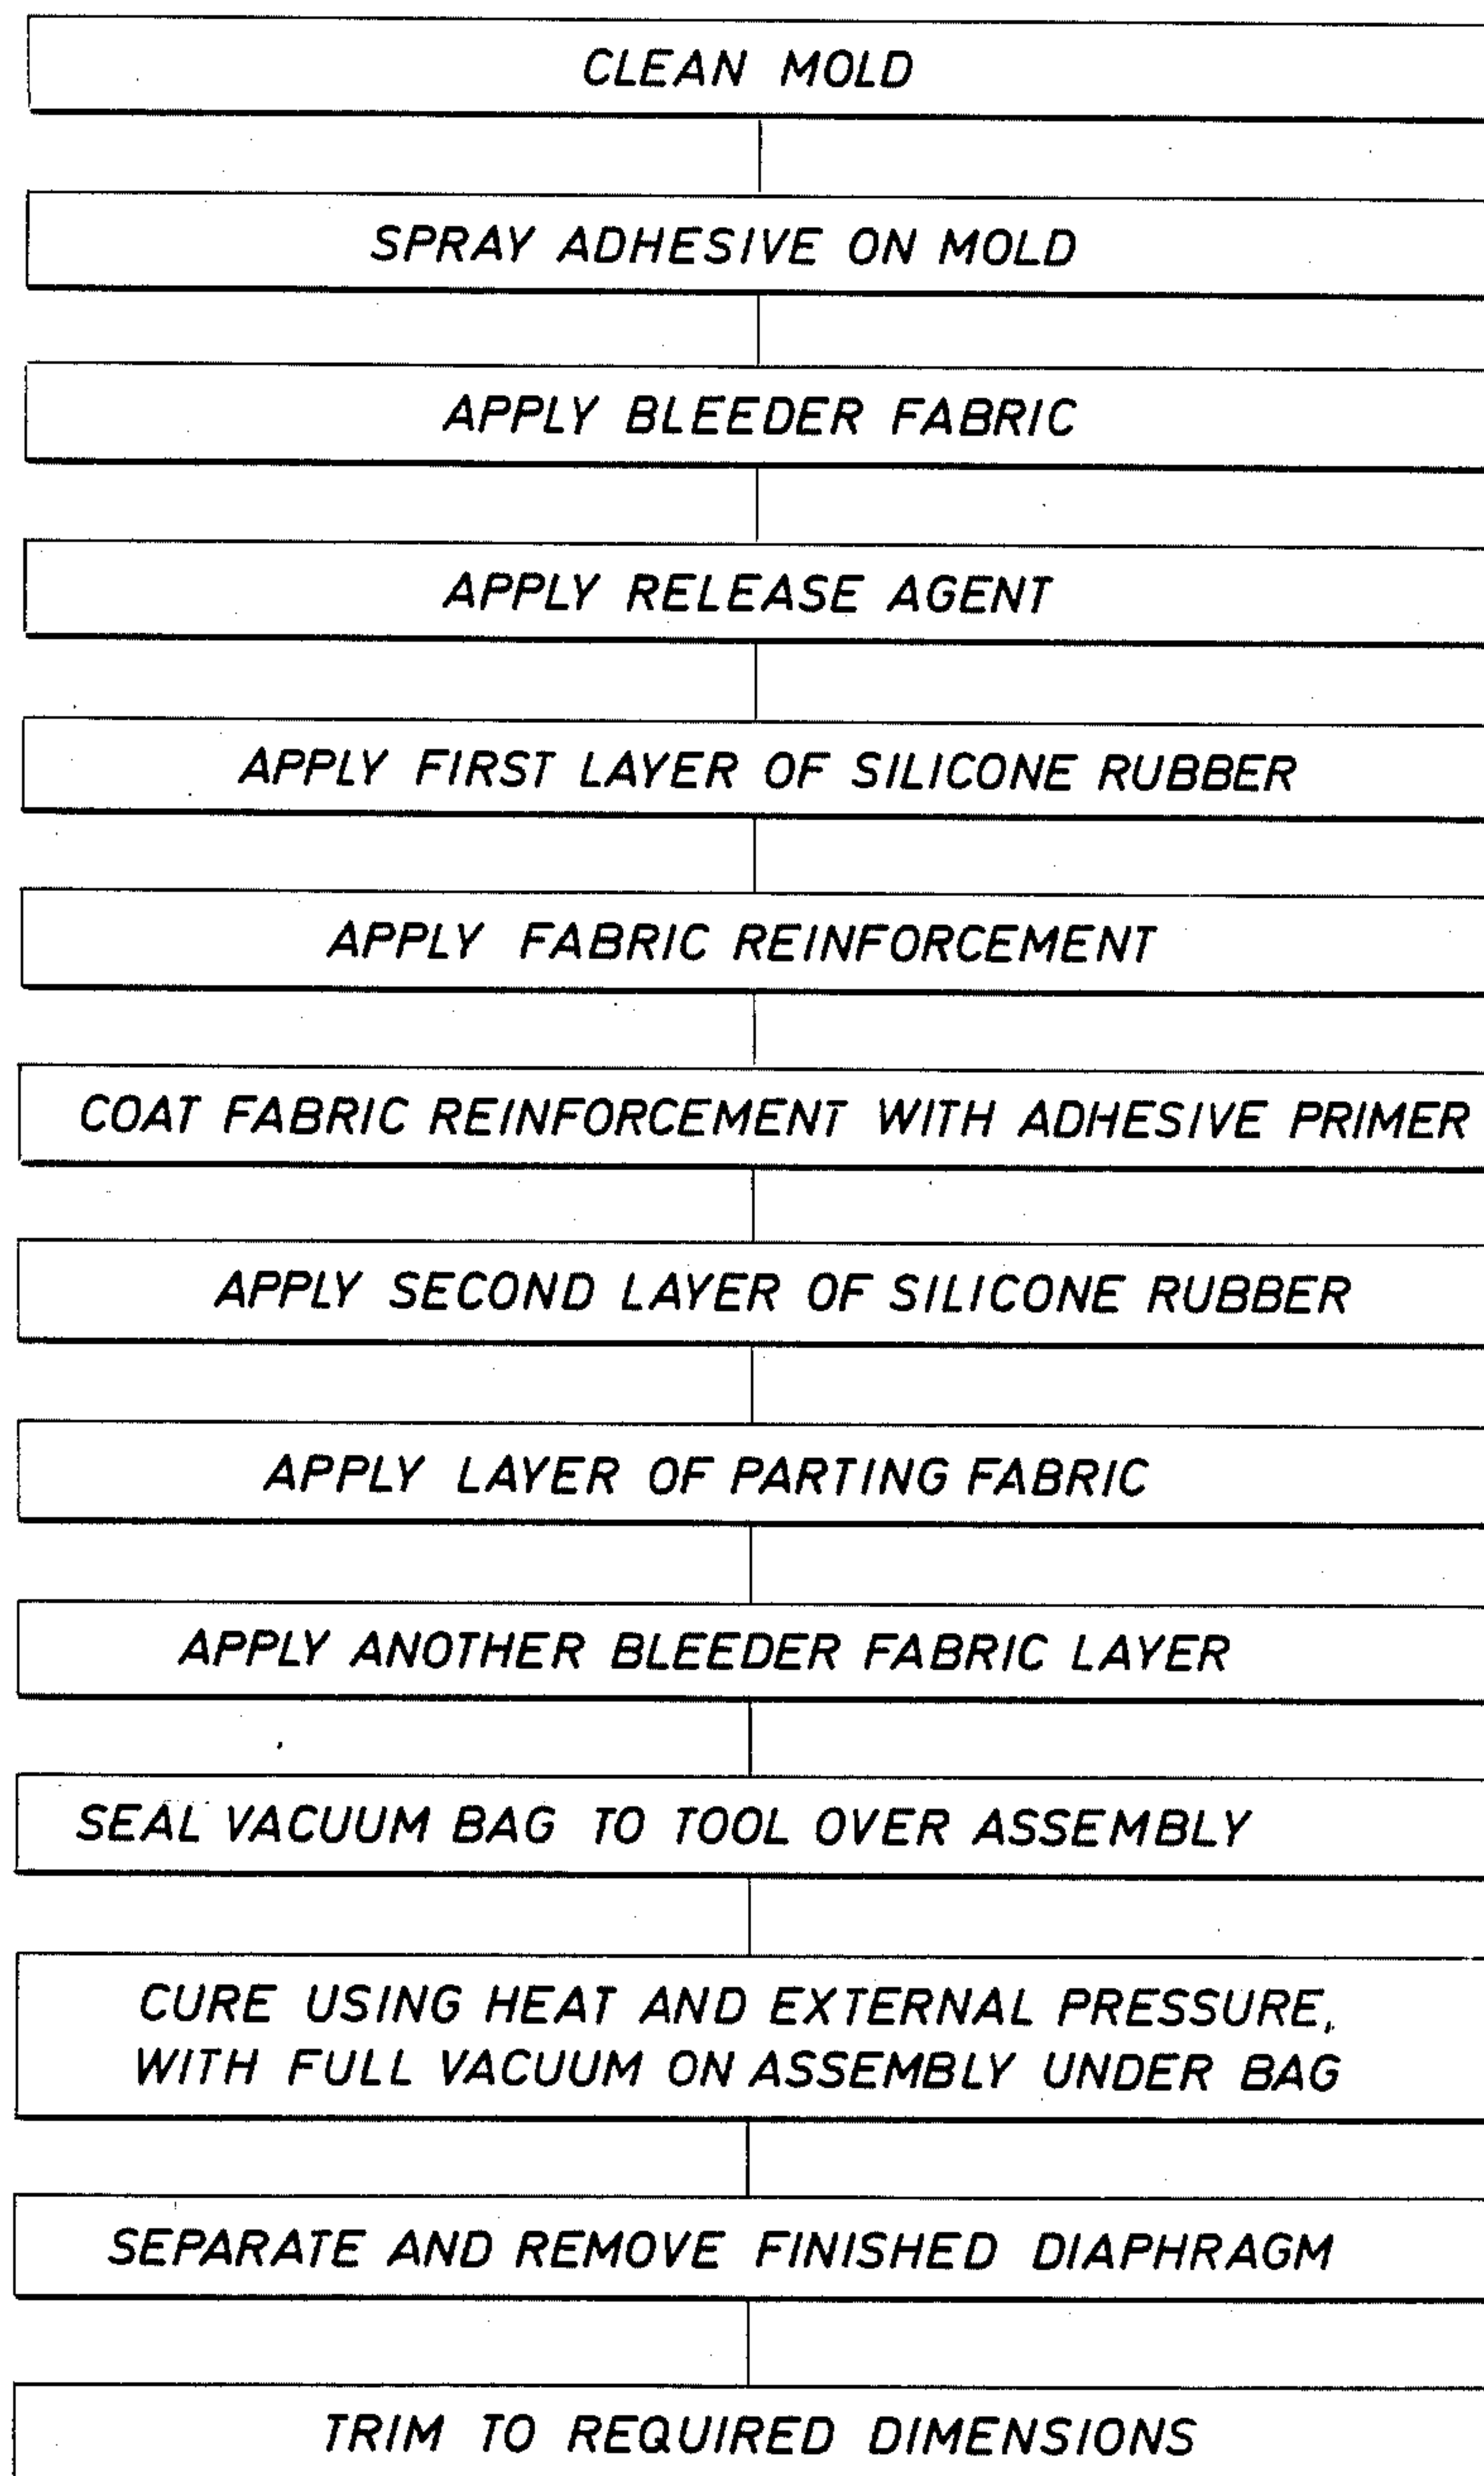 CLEAN MOLD
SPRAY ADHESIVE ON MOLD
APPLY BLEEDER FABRIC
APPLY RELEASE AGENT
APPLY FIRST LAYER OF SILICONE RUBBER
APPLY FABRIC REINFORCEMENT
COAT FABRIC REINFORCEMENT WITH ADHESIVE PRIMER
APPLY SECOND LAYER OF SILICONE RUBBER
APPLY LAYER OF PARTING FABRIC
APPLY ANOTHER BLEEDER FABRIC LAYER
SEAL VACUUM BAG TO TOOL OVER ASSEMBLY
CURE USING HEAT AND EXTERNAL PRESSURE,
WITH FULL VACUUM ON ASSEMBLY UNDER BAG
SEPARATE AND REMOVE FINISHED DIAPHRAGM
TRIM TO REQUIRED DIMENSIONS